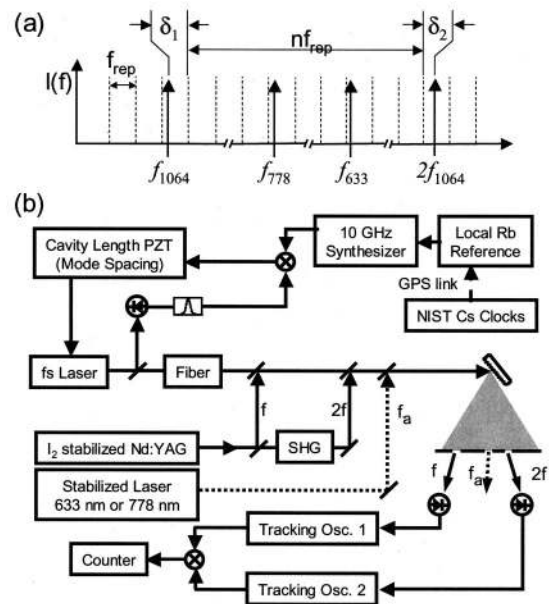 (a)
δ1
nfrep
δ2
frep
I(f)
f1064
f778
f633
2f1064
(b)
Cavity Length PZT
(Mode Spacing)
10 GHz
Synthesizer
Local Rb
Reference
GPS link
NIST Cs Clocks
fs Laser
Fiber
f
2f
fa
I2 stabilized Nd:YAG
SHG
Stabilized Laser
633 nm or 778 nm
f
fa
2f
Tracking Osc. 1
Counter
Tracking Osc. 2